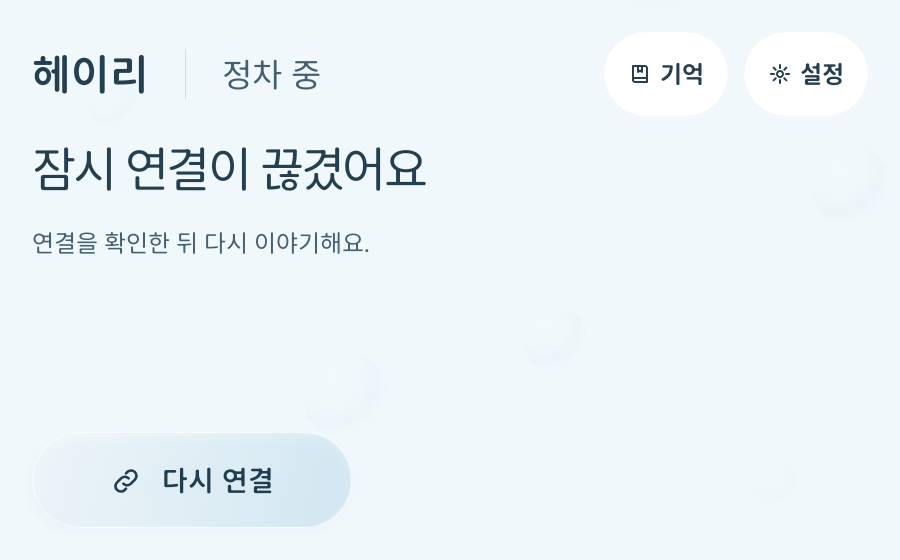 헤이리
정차 중
기억
설정
잠시 연결이 끊겼어요
연결을 확인한 뒤 다시 이야기해요.
다시 연결